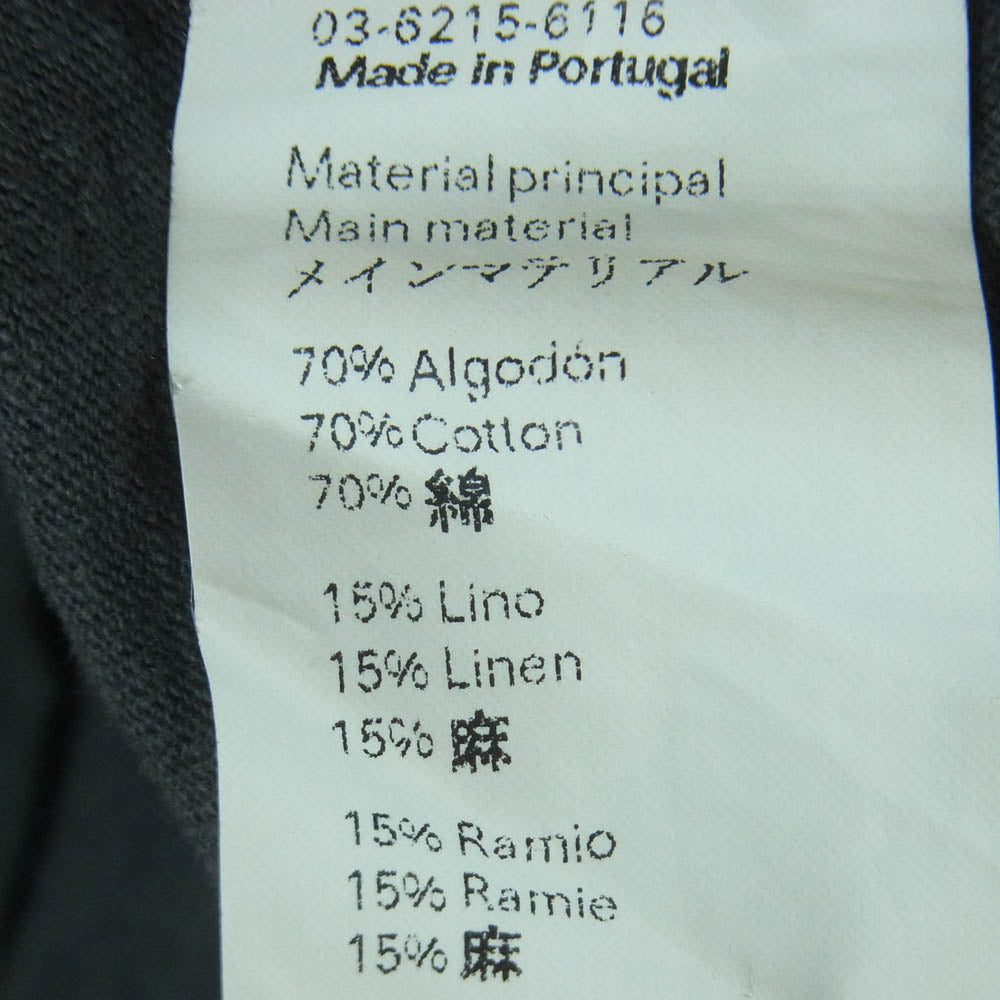 03-6215-6116
Made in Portugal
Material principal
Main material
メインマテリアル
70% Algodón
70% Cotton
70% 綿
15% Lino
15% Linen
15% 麻
15% Ramio
15% Ramie
15% 麻